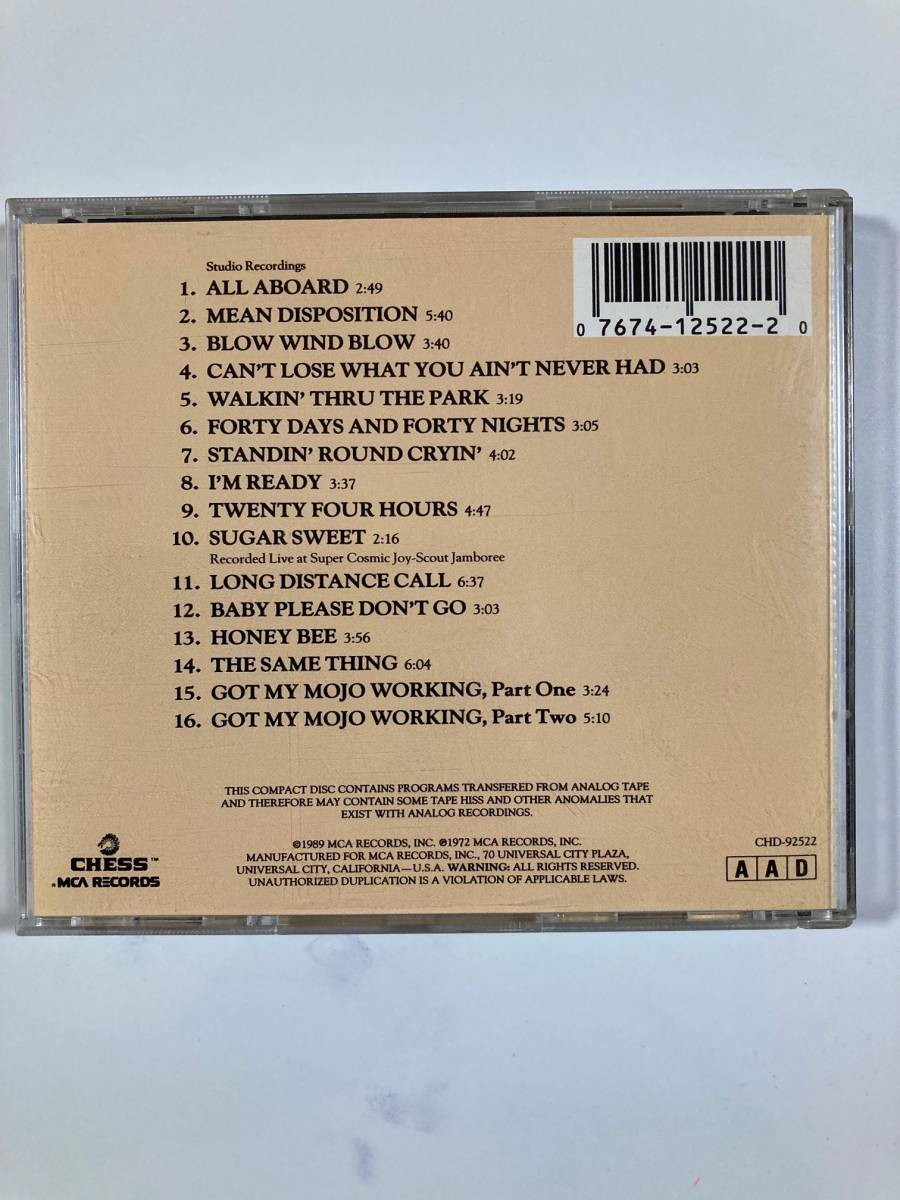 Studio Recordings
1. ALL ABOARD 2:49
2. MEAN DISPOSITION 5:40
3. BLOW WIND BLOW 3:40
4. CAN'T LOSE WHAT YOU AIN'T NEVER HAD 3:03
5. WALKIN' THRU THE PARK 3:19
6. FORTY DAYS AND FORTY NIGHTS 3:05
7. STANDIN' ROUND CRYIN' 4:02
8. I'M READY 3:37
9. TWENTY FOUR HOURS 4:47
10. SUGAR SWEET 2:16
Recorded Live at Super Cosmic Joy-Scout Jamboree
11. LONG DISTANCE CALL 6:37
12. BABY PLEASE DON'T GO 3:03
13. HONEY BEE 3:56
14. THE SAME THING 6:04
15. GOT MY MOJO WORKING, Part One 3:24
16. GOT MY MOJO WORKING, Part Two 5:10
0 7674-12522-2 0
THIS COMPACT DISC CONTAINS PROGRAMS TRANSFERED FROM ANALOG TAPE
AND THEREFORE MAY CONTAIN SOME TAPE HISS AND OTHER ANOMALIES THAT
EXIST WITH ANALOG RECORDINGS.
©1989 MCA RECORDS, INC. ℗1972 MCA RECORDS, INC.
MANUFACTURED FOR MCA RECORDS, INC., 70 UNIVERSAL CITY PLAZA,
UNIVERSAL CITY, CALIFORNIA—U.S.A. WARNING: ALL RIGHTS RESERVED.
UNAUTHORIZED DUPLICATION IS A VIOLATION OF APPLICABLE LAWS.
CHESS™
MCA RECORDS
CHD-92522
A A D